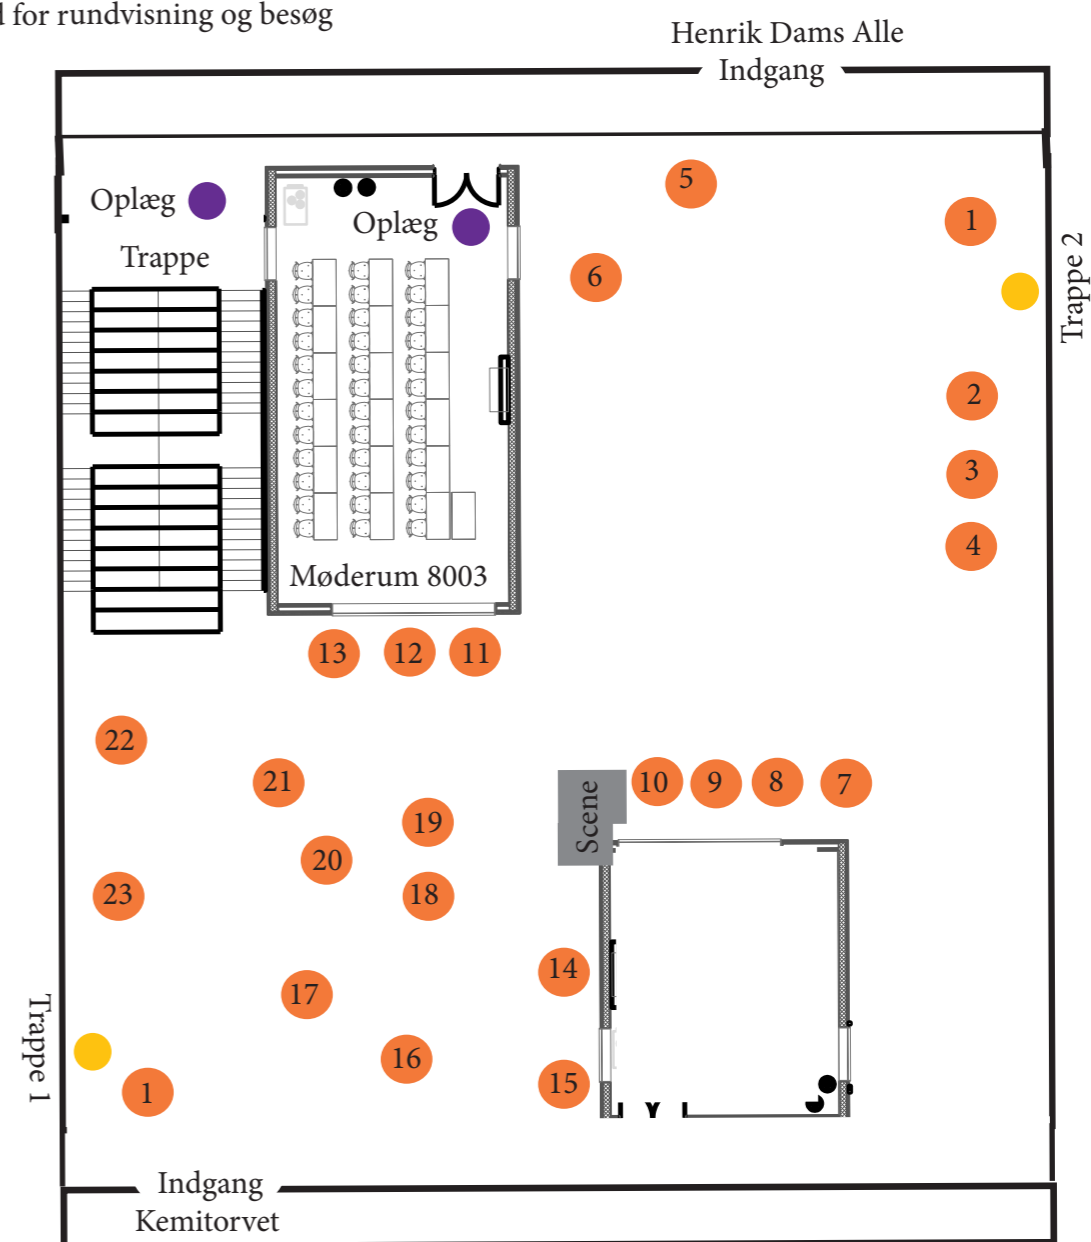 for rundvisning og besøg
Henrik Dams Alle
Indgang
Oplæg
Trappe
Oplæg
5
1
6
Trappe 2
2
3
4
Møderum 8003
13
12
11
22
21
10
9
8
7
Scene
19
20
18
23
14
17
Trappe 1
16
15
1
Indgang
Kemitorvet